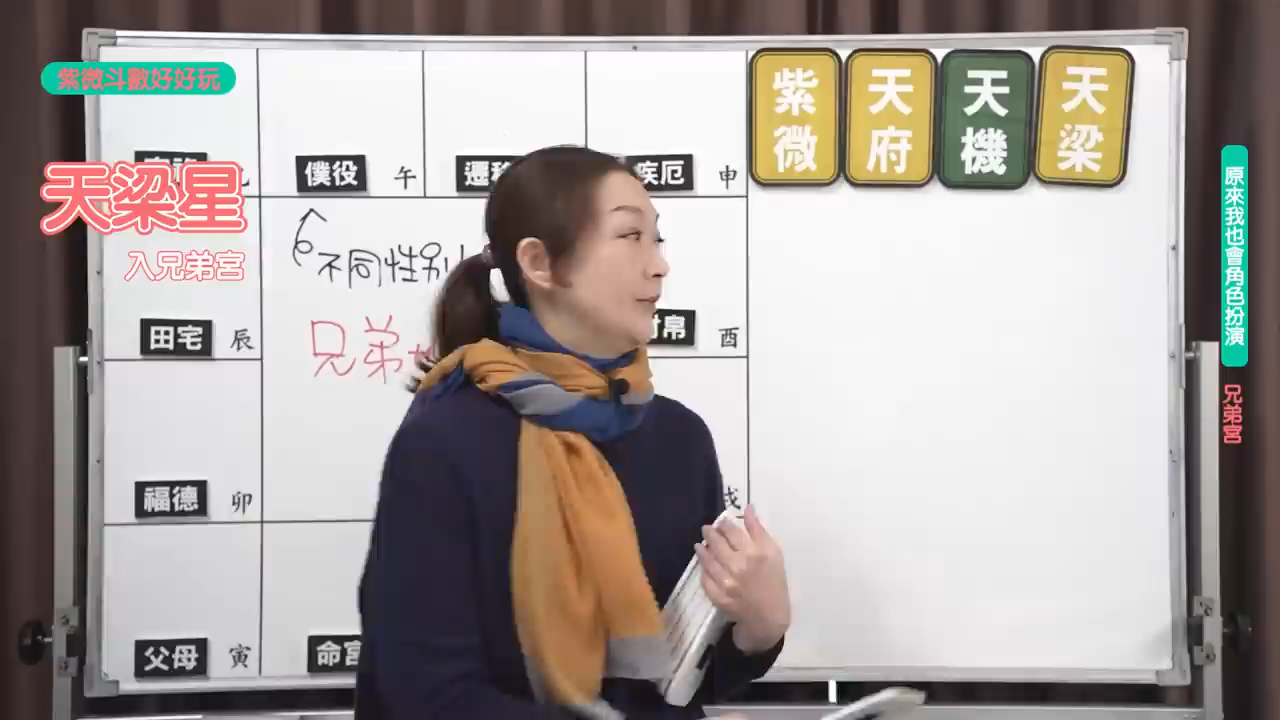 紫微斗數好好玩
天梁星
入兄弟宮
原來我也會角色扮演
兄弟宮
紫微
天府
天機
天梁
僕役 午
疾厄 申
不同性別
兄弟
田宅 辰
帛 酉
福德 卯
戌
父母 寅
命宮